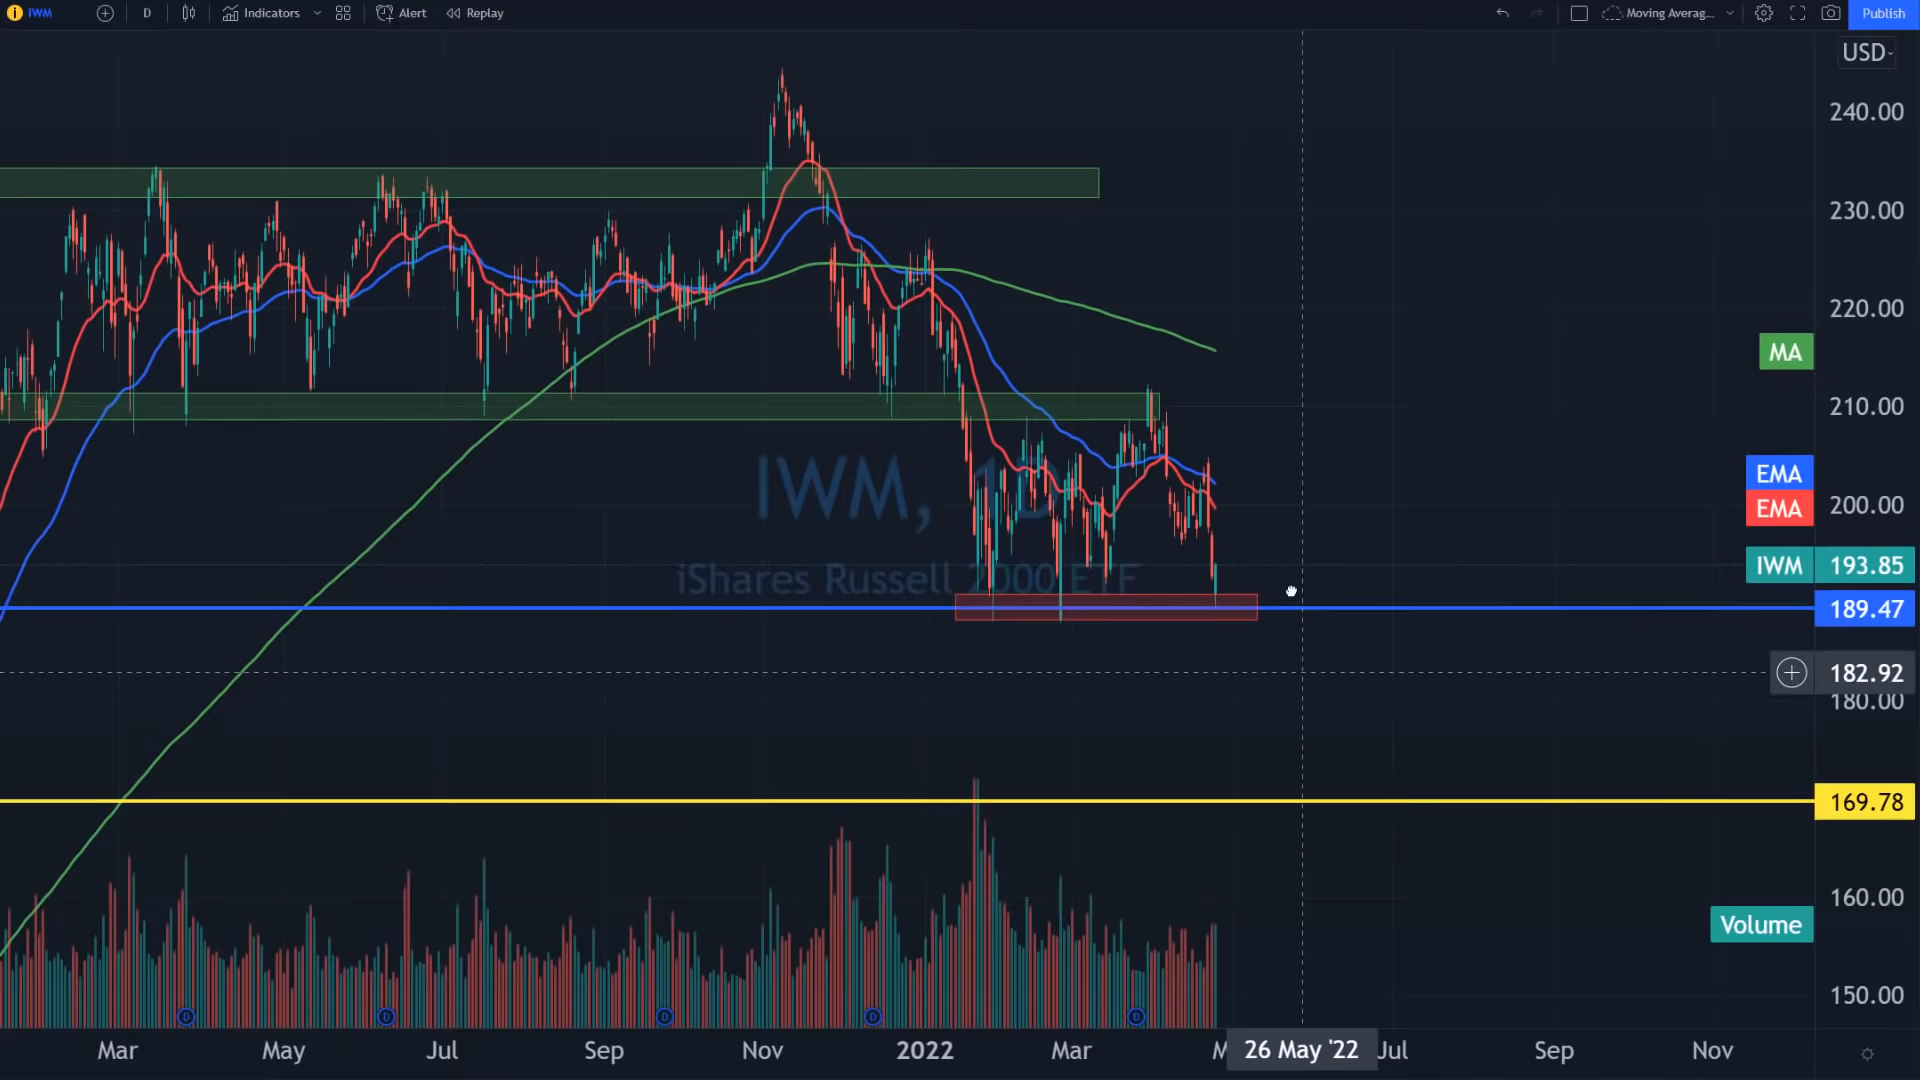 IWM D Indicators Alert Replay Moving Averag... Publish
USD
240.00
230.00
220.00
MA
210.00
EMA
EMA 200.00
IWM, 1D
iShares Russell 2000 ETF
IWM 193.85
189.47
182.92
180.00
169.78
160.00
Volume
150.00
D D D D D
Mar May Jul Sep Nov 2022 Mar M 26 May '22 Jul Sep Nov